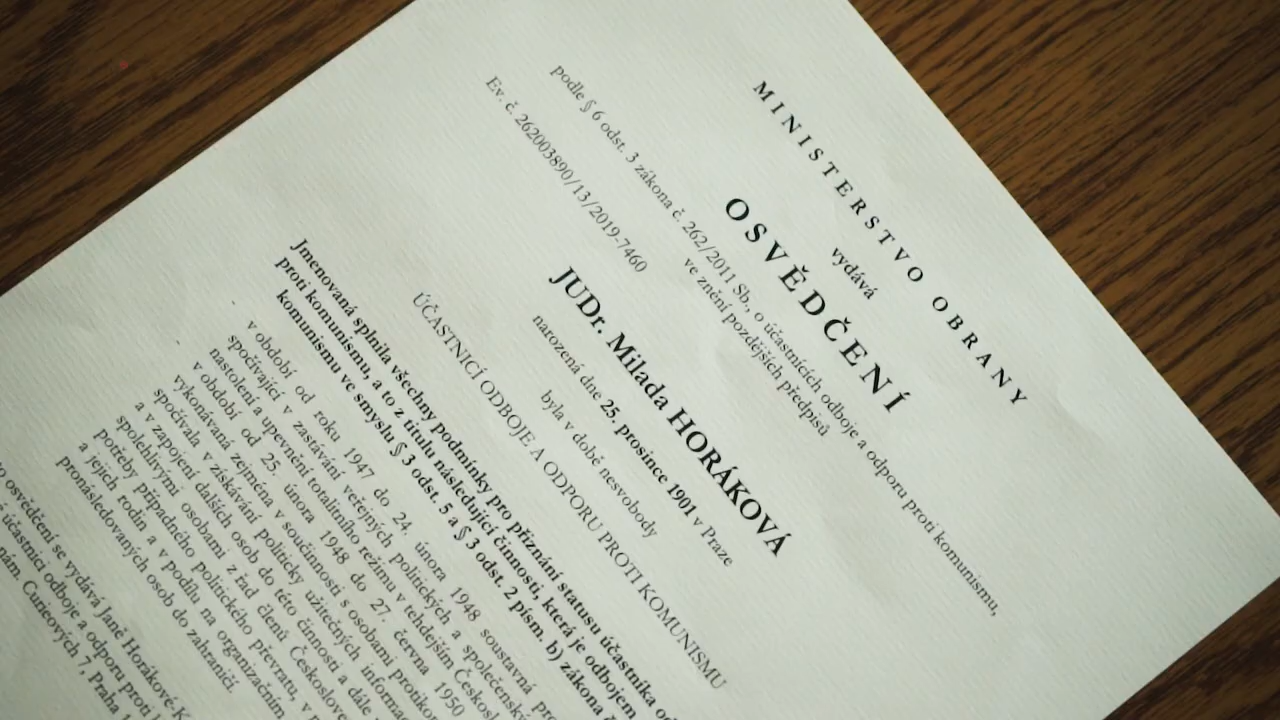 MINISTERSTVO OBRANY
vydává
OSVĚDČENÍ
podle § 6 odst. 3 zákona č. 262/2011 Sb., o účastnících odboje a odporu proti komunismu,
ve znění pozdějších předpisů
Ev. č. 262003890/13/2019-7460
JUDr. Milada HORÁKOVÁ
narozená dne 25. prosince 1901 v Praze
byla v době nesvobody
ÚČASTNICÍ ODBOJE A ODPORU PROTI KOMUNISMU
Jmenovaná splnila všechny podmínky pro přiznání statusu účastníka
proti komunismu, a to z titulu následující činnosti, která je odbojem
komunismu ve smyslu § 3 odst. 5 a § 3 odst. 2 písm. b) zákona
v období od roku 1947 do 24. února 1948 soustavná
spočívající v zastávání veřejných politických a
nastolení a upevnění totalitního režimu v tehdejším
v období od 25. února 1948 do 27. června 1950
vykonávaná zejména v součinnosti s osobami
spočívala v získávání politicky užitečných
a v zapojení dalších osob do této činnosti a dále
spolehlivými osobami z řad členů
potřeby případného politického převratu, v
a jejich rodin a v podílu na organizačním
pronásledovaných osob do zahraničí.
osvědčení se vydává Janě Horákové-
účastníci odboje a odporu proti
nám. Curieových 7, Praha 1